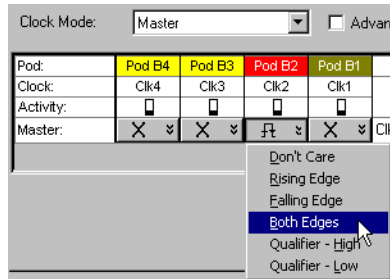 Clock Mode: Master Advan
Pod: Pod B4 Pod B3 Pod B2 Pod B1
Clock: Clk4 Clk3 Clk2 Clk1
Activity:
Master: X X X Cl
Don't Care
Rising Edge
Falling Edge
Both Edges
Qualifier - High
Qualifier - Low